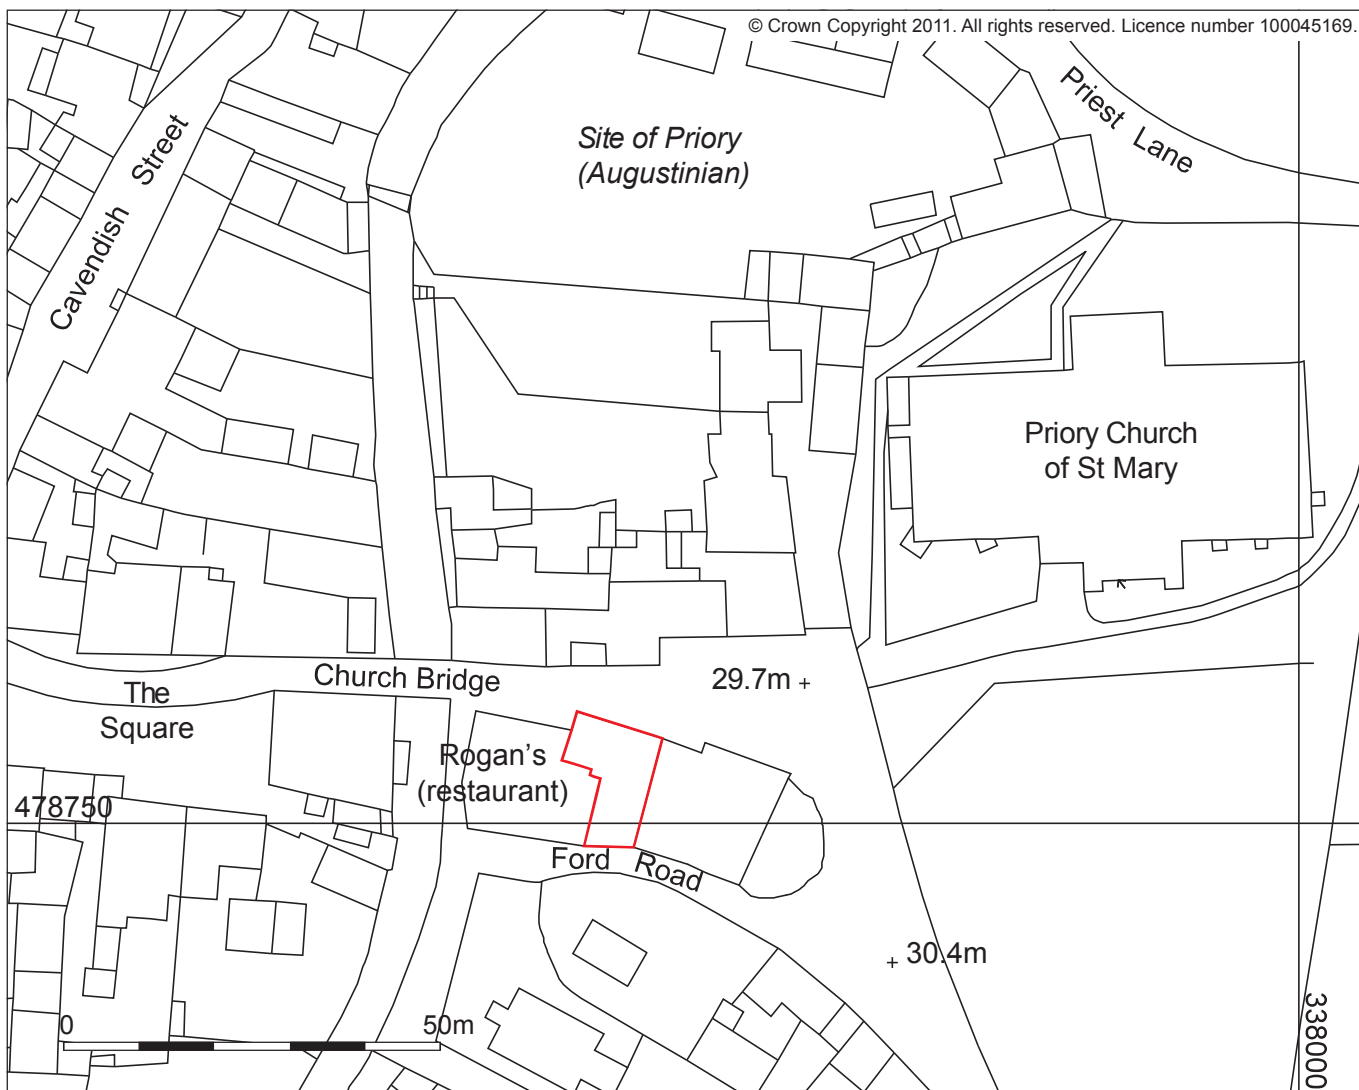 © Crown Copyright 2011. All rights reserved. Licence number 100045169.
Priest Lane
Site of Priory
(Augustinian)
Cavendish Street
Priory Church
of St Mary
Church Bridge
29.7m
The
Square
Rogan's
(restaurant)
478750
Ford Road
30.4m
0 50m
338000